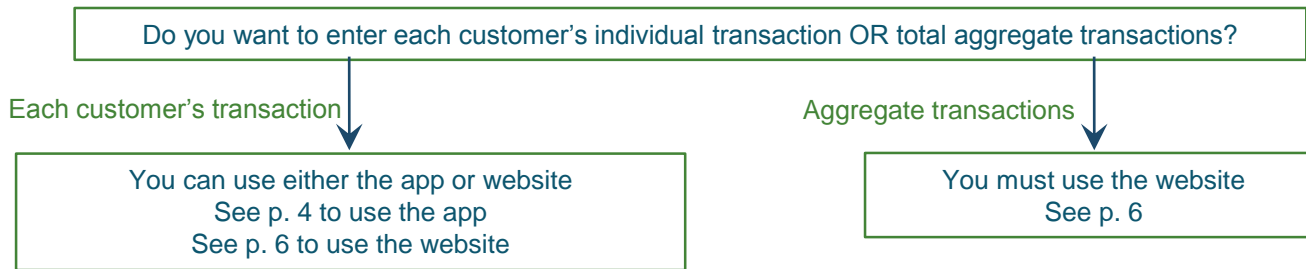 Do you want to enter each customer’s individual transaction OR total aggregate transactions?
Each customer’s transaction
Aggregate transactions
You can use either the app or website
See p. 4 to use the app
See p. 6 to use the website
You must use the website
See p. 6